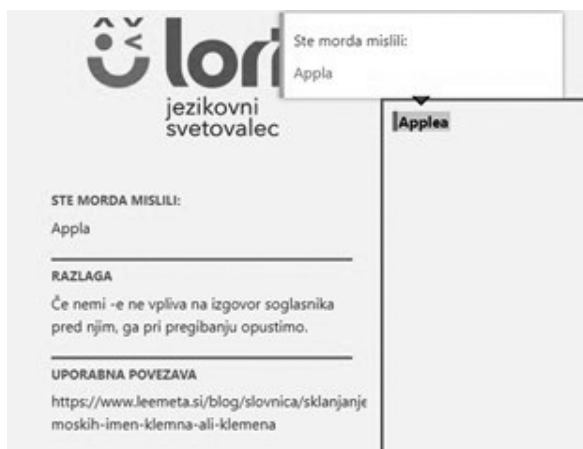 lori
Ste morda mislili:
Appla
jezikovni
svetovalec
Applea
STE MORDA MISLILI:
Appla
RAZLAGA
Če nemi -e ne vpliva na izgovor soglasnika
pred njim, ga pri pregibanju opustimo.
UPORABNA POVEZAVA
https://www.leemeta.si/blog/slovnica/sklanjanje
moskih-imen-klemna-ali-klemena